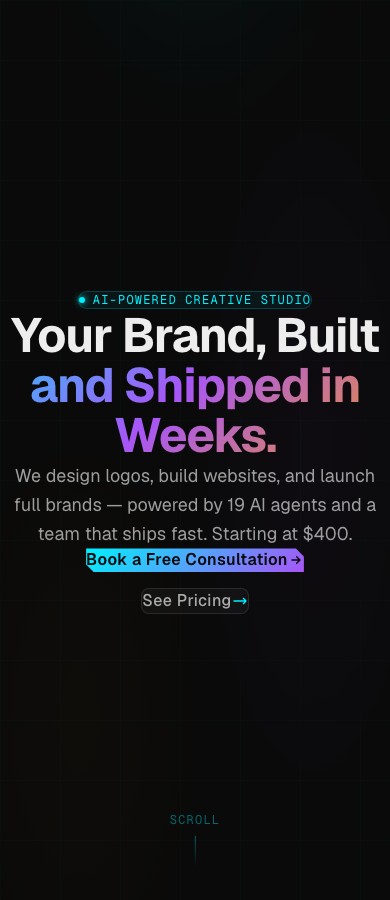 AI-POWERED CREATIVE STUDIO
Your Brand, Built
and Shipped in
Weeks.
We design logos, build websites, and launch
full brands — powered by 19 AI agents and a
team that ships fast. Starting at $400.
Book a Free Consultation →
See Pricing→
SCROLL